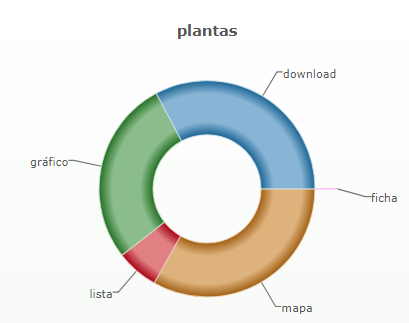 plantas
download
gráfico
ficha
lista
mapa